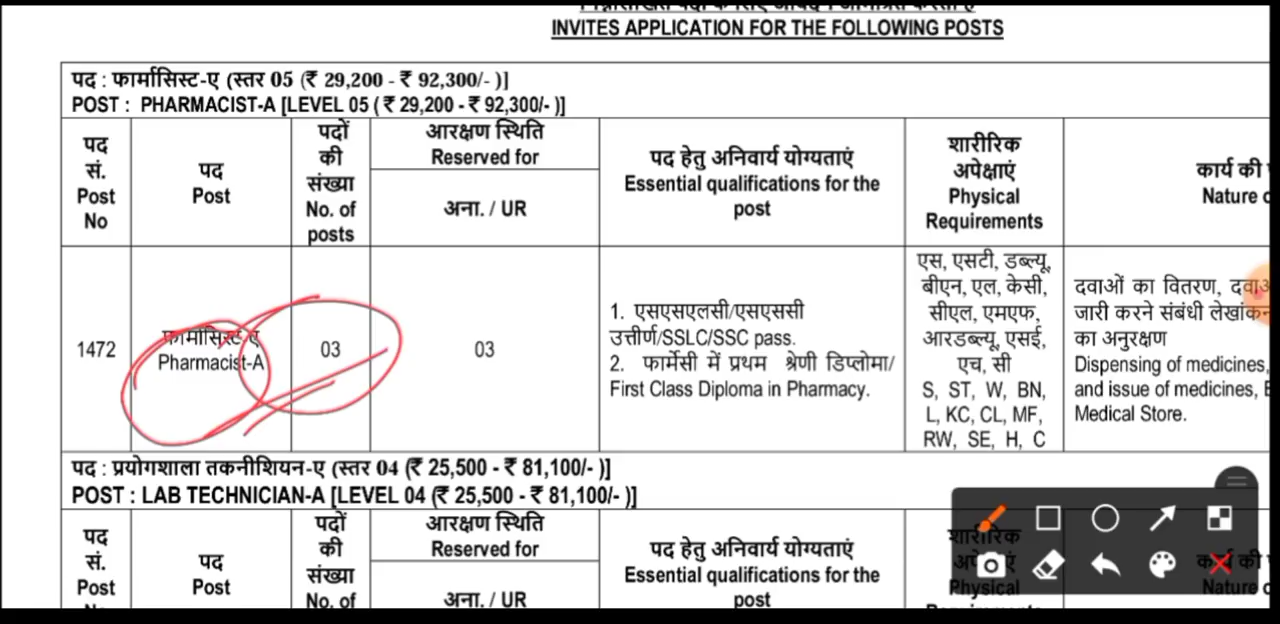 INVITES APPLICATION FOR THE FOLLOWING POSTS
पद : फार्मासिस्ट-ए (स्तर 05 (₹ 29,200 - ₹ 92,300/- )]
POST : PHARMACIST-A [LEVEL 05 ( ₹ 29,200 - ₹ 92,300/- )]
पद
सं.
Post
No
पद
Post
पदों
की
संख्या
No. of
posts
आरक्षण स्थिति
Reserved for
अना. / UR
पद हेतु अनिवार्य योग्यताएं
Essential qualifications for the
post
शारीरिक
अपेक्षाएं
Physical
Requirements
कार्य की
Nature
1472
फार्मासिस्ट-ए
Pharmacist-A
03
03
1. एसएसएलसी/एसएससी
उत्तीर्ण/SSLC/SSC pass.
2. फार्मेसी में प्रथम श्रेणी डिप्लोमा/
First Class Diploma in Pharmacy.
एस, एसटी, डब्ल्यू,
बीएन, एल, केसी,
सीएल, एमएफ,
आरडब्ल्यू, एसई,
एच, सी
S, ST, W, BN,
L, KC, CL, MF,
RW, SE, H, C
दवाओं का वितरण,
जारी करने संबंधी
का अनुरक्षण
Dispensing of medicines,
and issue of medicines,
Medical Store.
पद : प्रयोगशाला तकनीशियन-ए (स्तर 04 (₹ 25,500 - ₹ 81,100/- )]
POST : LAB TECHNICIAN-A [LEVEL 04 (₹ 25,500 - ₹ 81,100/- )]
पद
सं.
Post
पद
Post
पदों
की
संख्या
No. of
आरक्षण स्थिति
Reserved for
अना. / UR
पद हेतु अनिवार्य योग्यताएं
Essential qualifications for the
post
शारीरिक
Physical
कार्य की
Nature